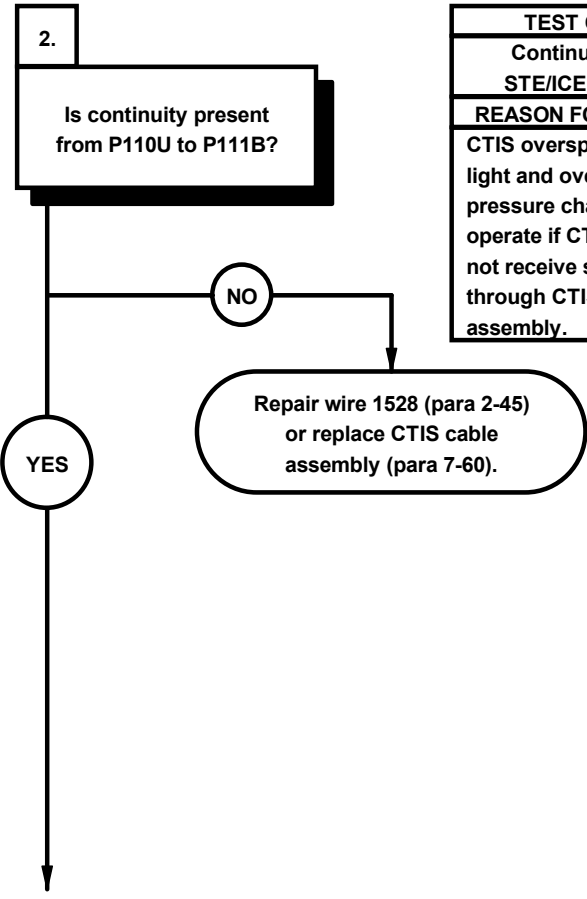 2.
Is continuity present
from P110U to P111B?
NO
Repair wire 1528 (para 2-45)
or replace CTIS cable
assembly (para 7-60).
YES
TEST
Continu
STE/ICE
REASON FO
CTIS oversp
light and ove
pressure cha
operate if CT
not receive s
through CTI
assembly.